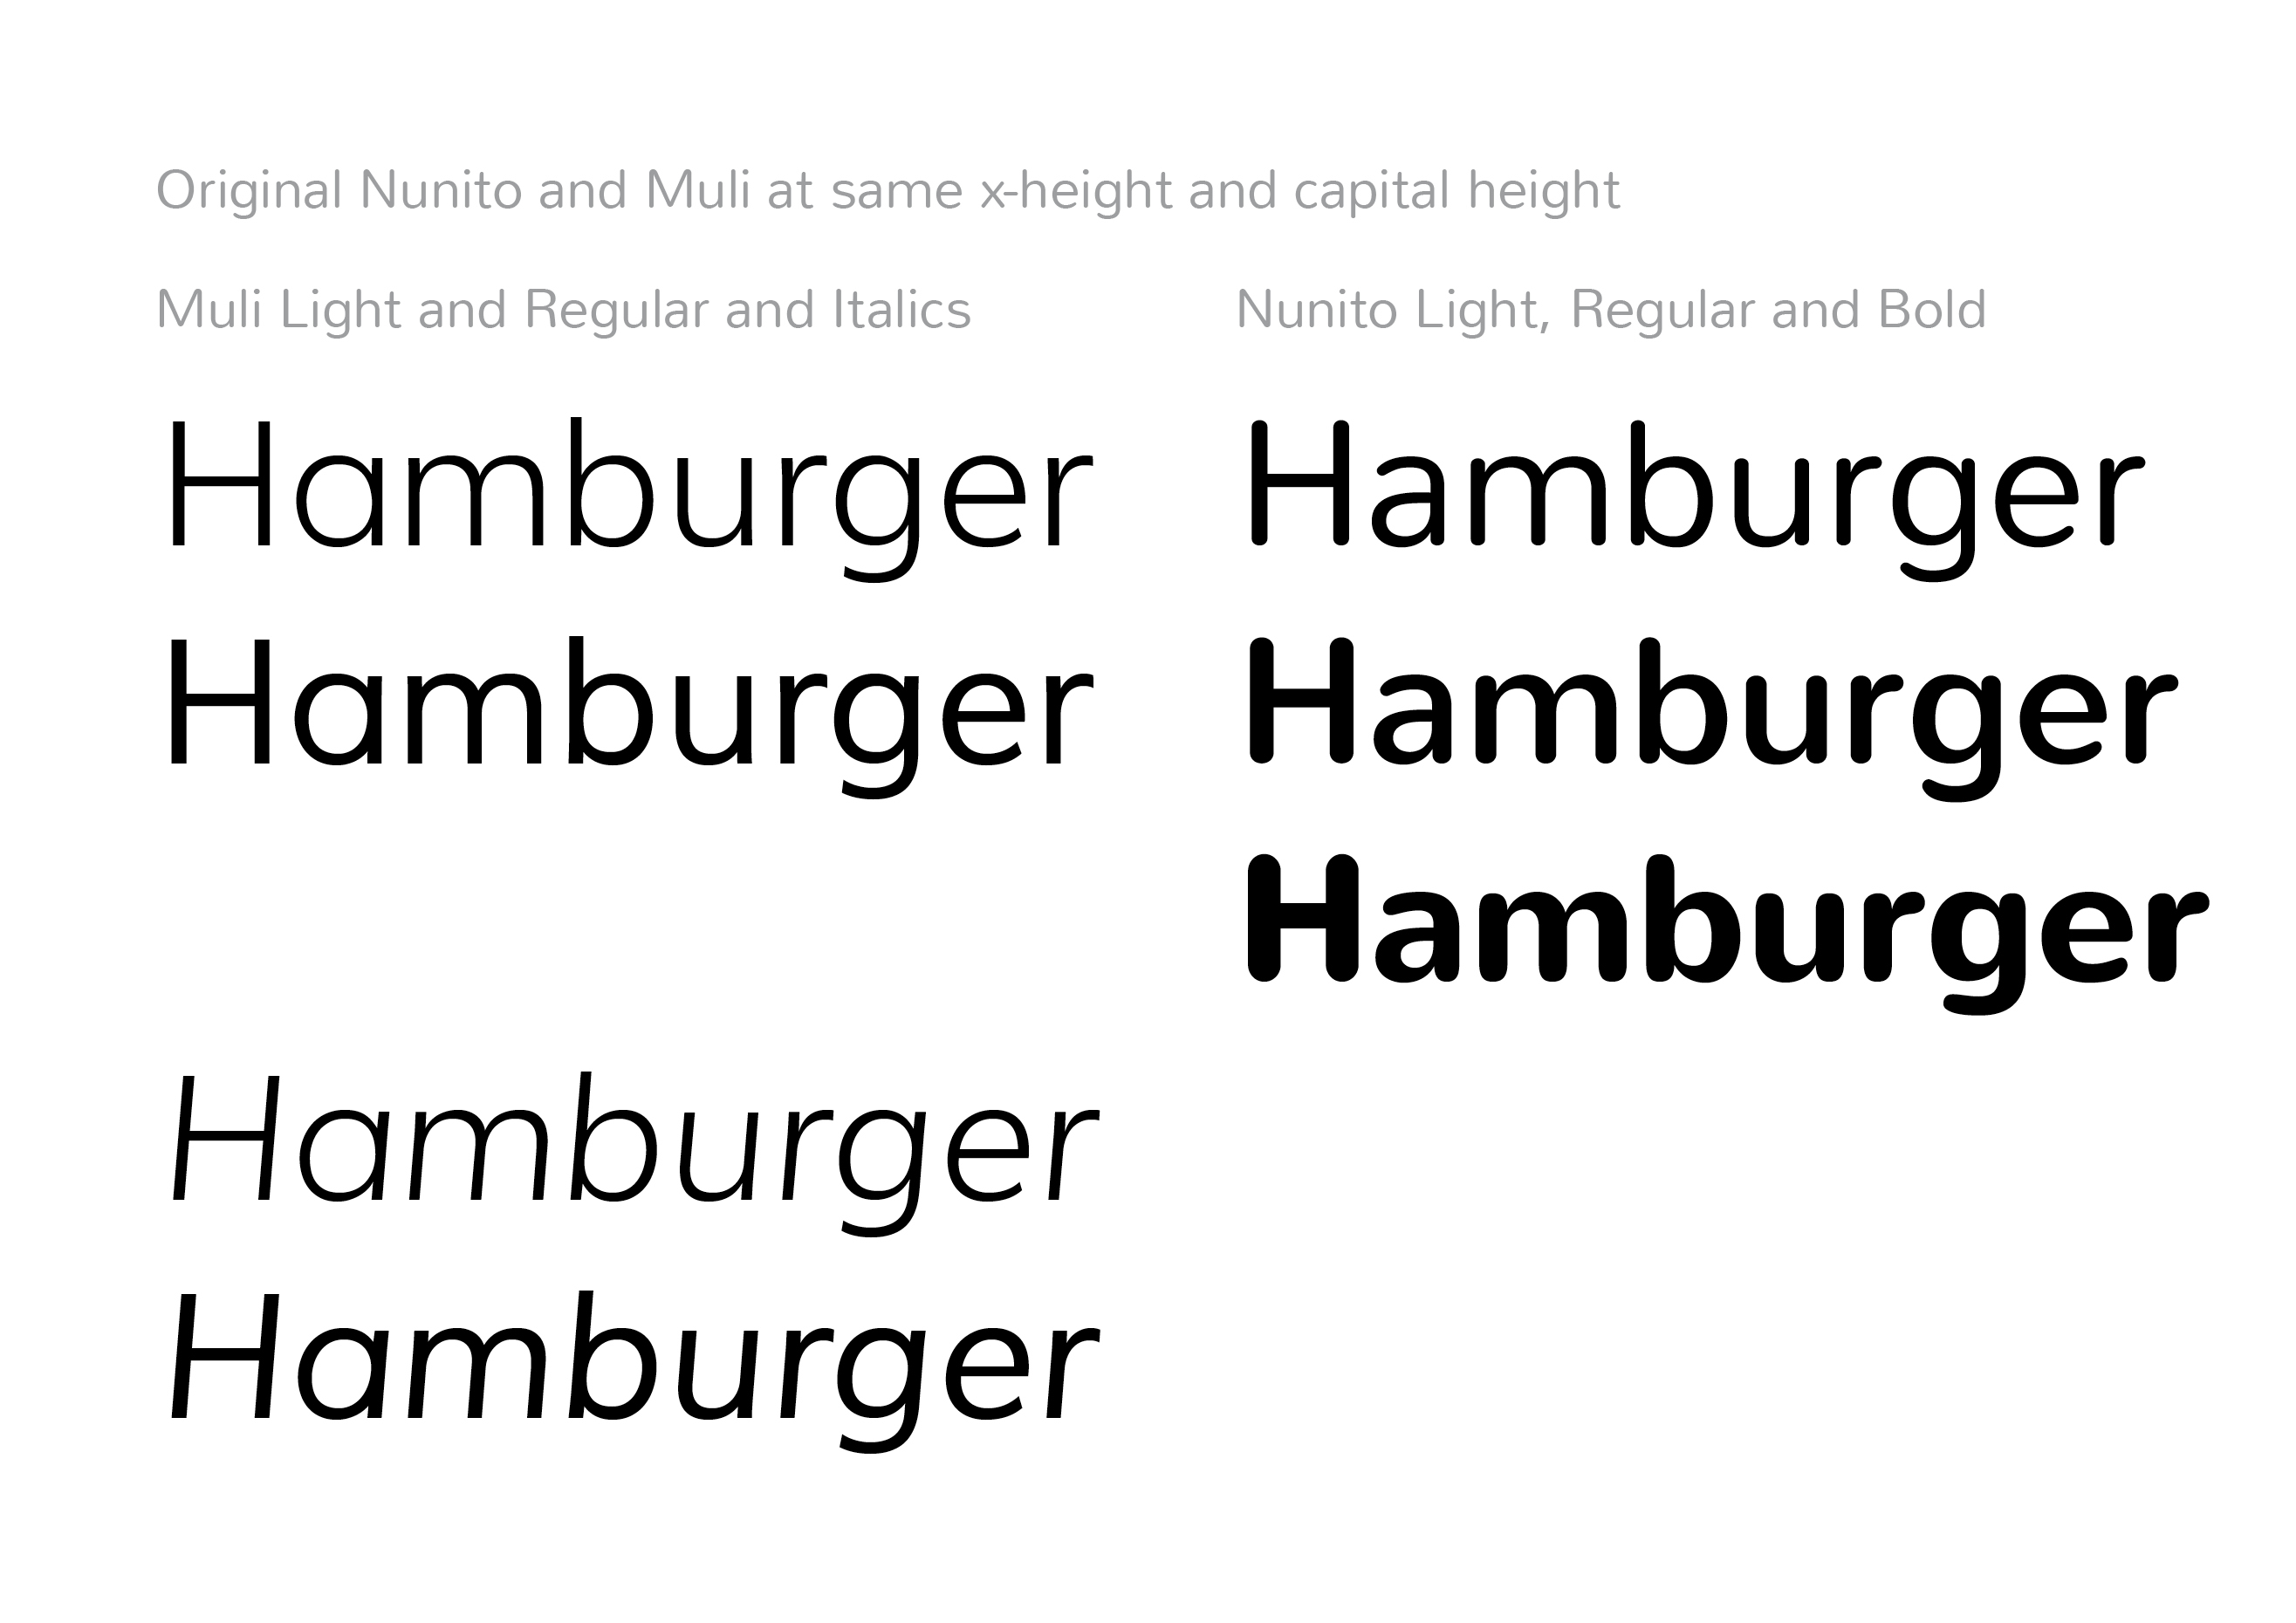 Original Nunito and Muli at same x-height and capital height
Muli Light and Regular and Italics
Nunito Light, Regular and Bold
Hamburger
Hamburger
Hamburger
Hamburger
Hamburger
Hamburger
Hamburger